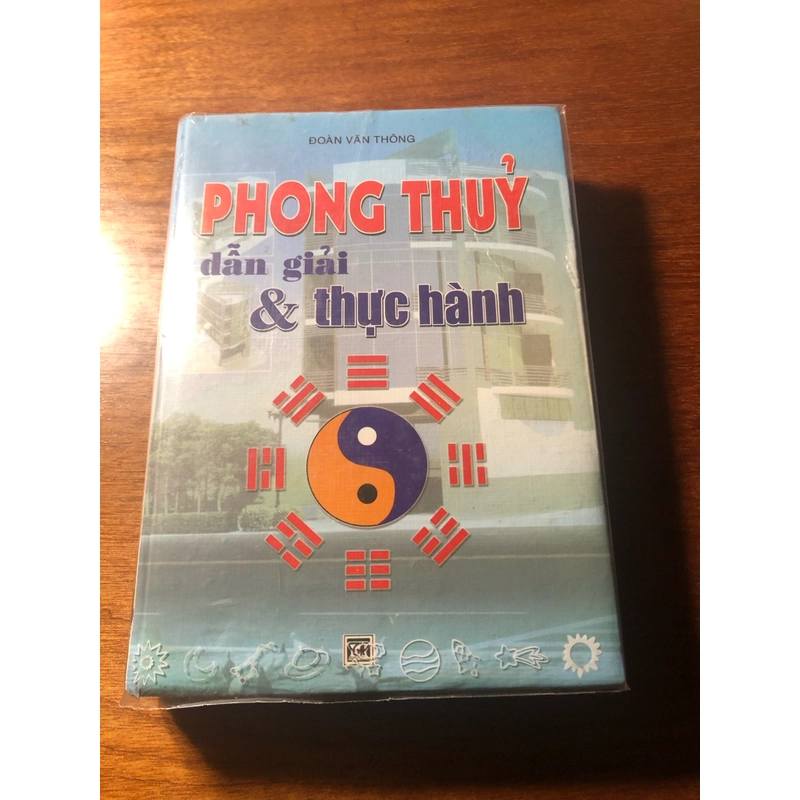 ĐOÀN VĂN THÔNG
PHONG THUỶ
dẫn giải
& thực hành